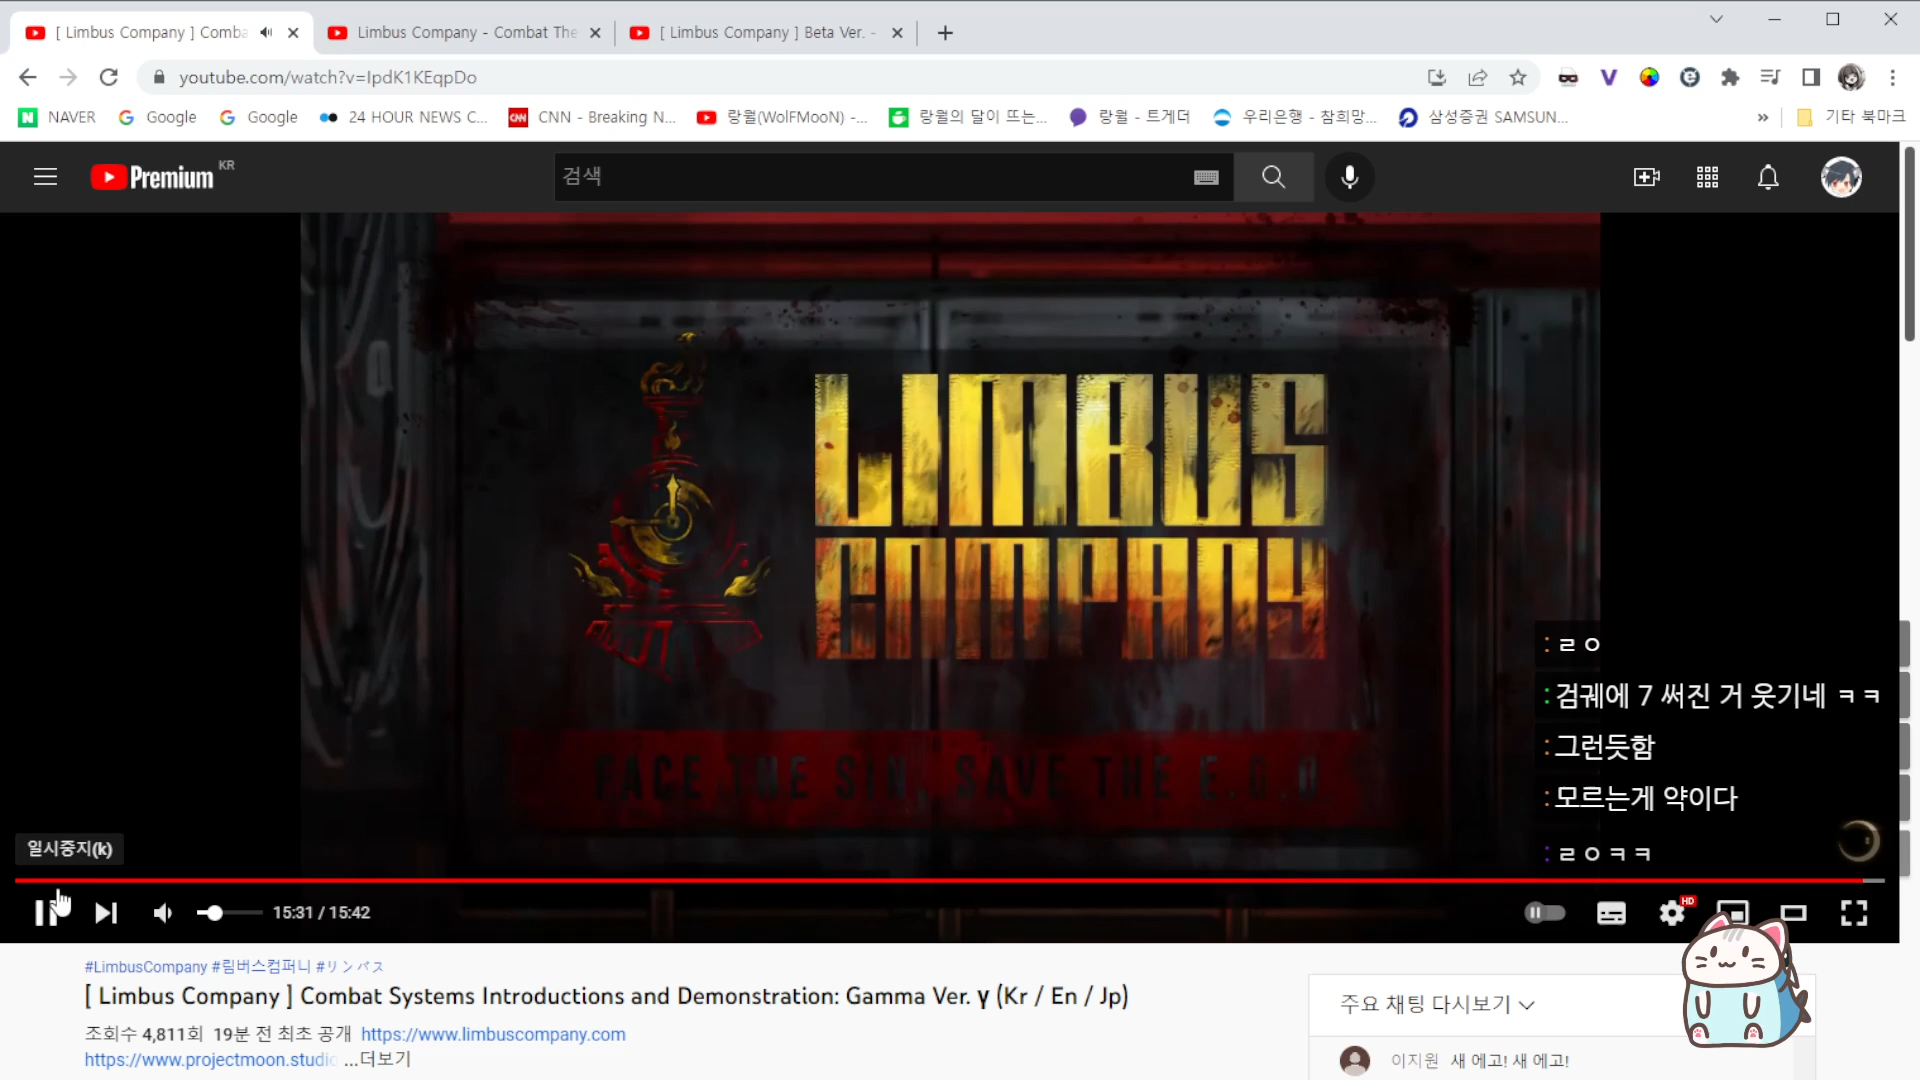 [ Limbus Company ] Comba
Limbus Company - Combat The
[ Limbus Company ] Beta Ver. -
youtube.com/watch?v=IpdK1KEqpDo
NAVER
Google
Google
24 HOUR NEWS C...
CNN - Breaking N...
랑월(WolFMooN) -...
랑월의 달이 뜨는...
랑월 - 트게더
우리은행 - 참희망...
삼성증권 SAMSUN...
»
기타 북마크
Premium KR
검색
LIMBUS
COMPANY
FACE THE SIN, SAVE THE E.G.O
:ㄹㅇ
:검궤에 7 써진 거 웃기네 ㅋㅋ
:그런듯함
:모르는게 약이다
:ㄹㅇㅋㅋ
일시중지(k)
15:31 / 15:42
HD
#LimbusCompany #림버스컴퍼니 #リンバス
[ Limbus Company ] Combat Systems Introductions and Demonstration: Gamma Ver. γ (Kr / En / Jp)
조회수 4,811회 19분 전 최초 공개 https://www.limbuscompany.com
https://www.projectmoon.studio ...더보기
주요 채팅 다시보기
이지원 새 에고! 새 에고!